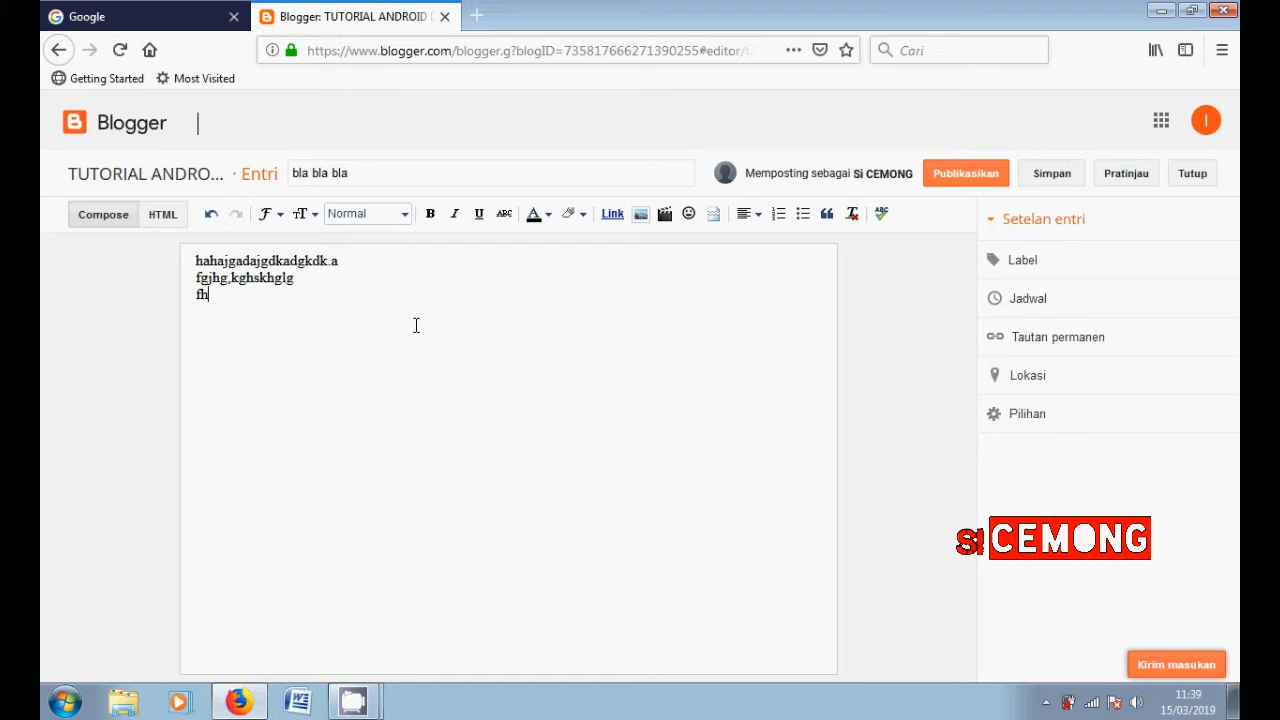 Google
Blogger: TUTORIAL ANDROID
https://www.blogger.com/blogger.g?blogID=735817666271390255#editor/
Cari
Getting Started
Most Visited
Blogger
I
TUTORIAL ANDRO... · Entri
bla bla bla
Memposting sebagai Si CEMONG
Publikasikan
Simpan
Pratinjau
Tutup
Compose
HTML
Normal
B
I
U
ABC
A
Link
ABC
Setelan entri
hahajgadajgdkadgkdk.a
fgjhg,kghskhglg
fh
Label
Jadwal
Tautan permanen
Lokasi
Pilihan
SI CEMONG
Kirim masukan
11:39
15/03/2019